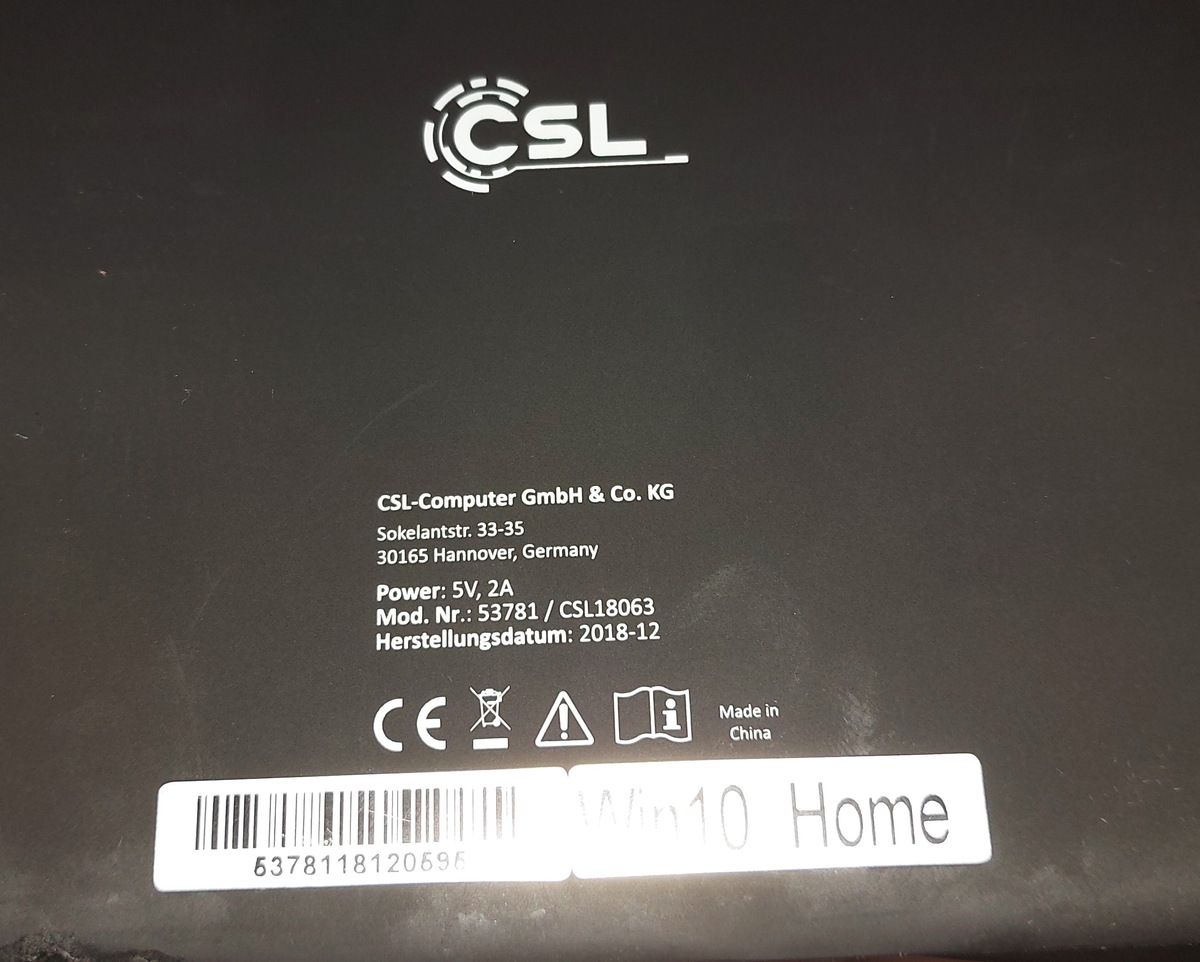 CSL
CSL-Computer GmbH & Co. KG
Sokelantstr. 33-35
30165 Hannover, Germany
Power: 5V, 2A
Mod. Nr.: 53781 / CSL18063
Herstellungsdatum: 2018-12
CE
Made in
China
Win10 Home